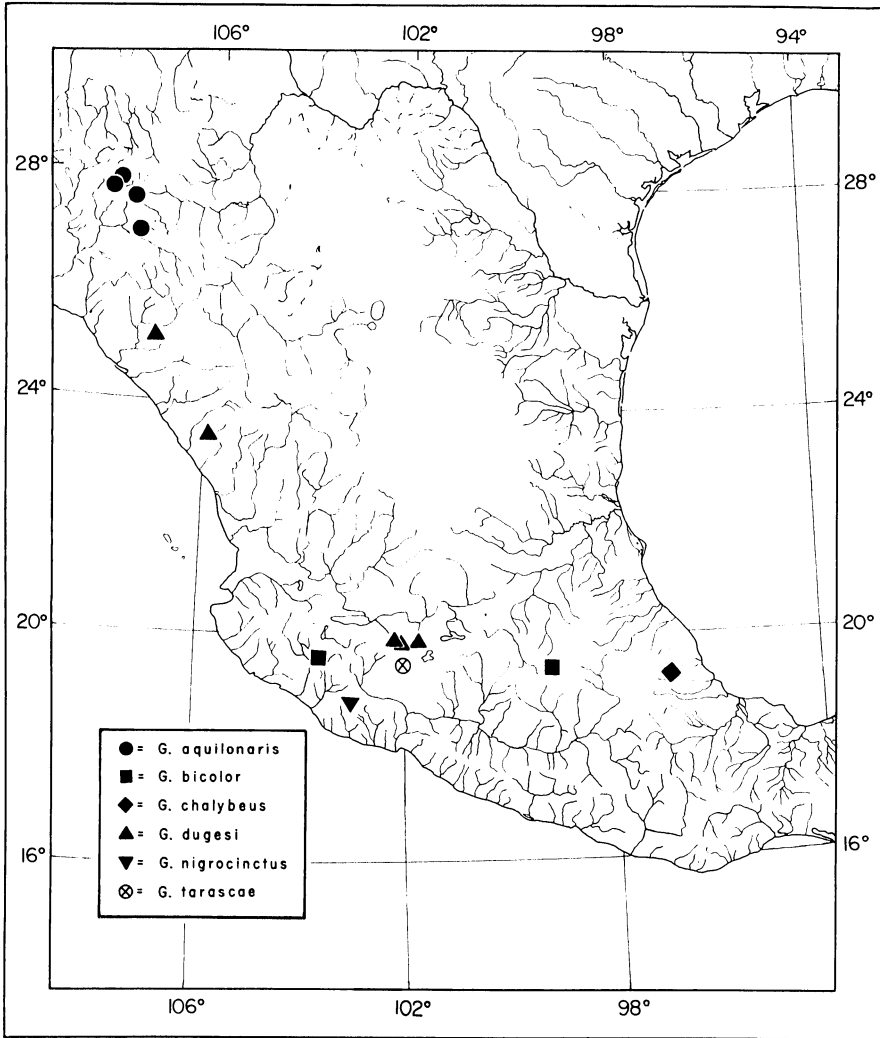 106° 102° 98° 94°
28° 28°
24° 24°
20° 20°
16° 16°
● = G. aquilonaris
■ = G. bicolor
◆ = G. chalybeus
▲ = G. dugesi
▼ = G. nigrocinctus
⊗ = G. tarascae
106° 102° 98°